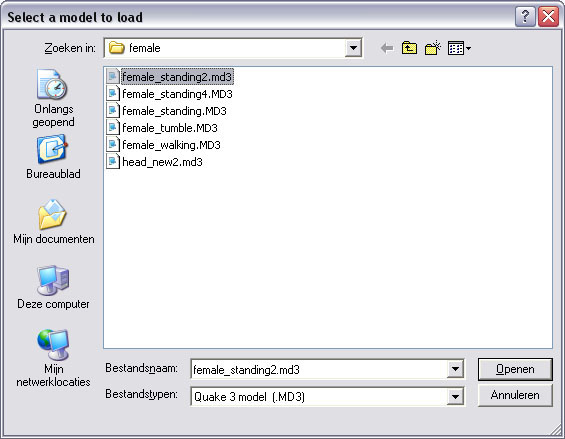 Select a model to load
Zoeken in: female
female_standing2.md3
female_standing4.MD3
female_standing.MD3
female_tumble.MD3
female_walking.MD3
head_new2.md3
Onlangs
geopend
Bureaublad
Mijn documenten
Deze computer
Mijn
netwerklocaties
Bestandsnaam: female_standing2.md3 Openen
Bestandstypen: Quake 3 model (.MD3) Annuleren